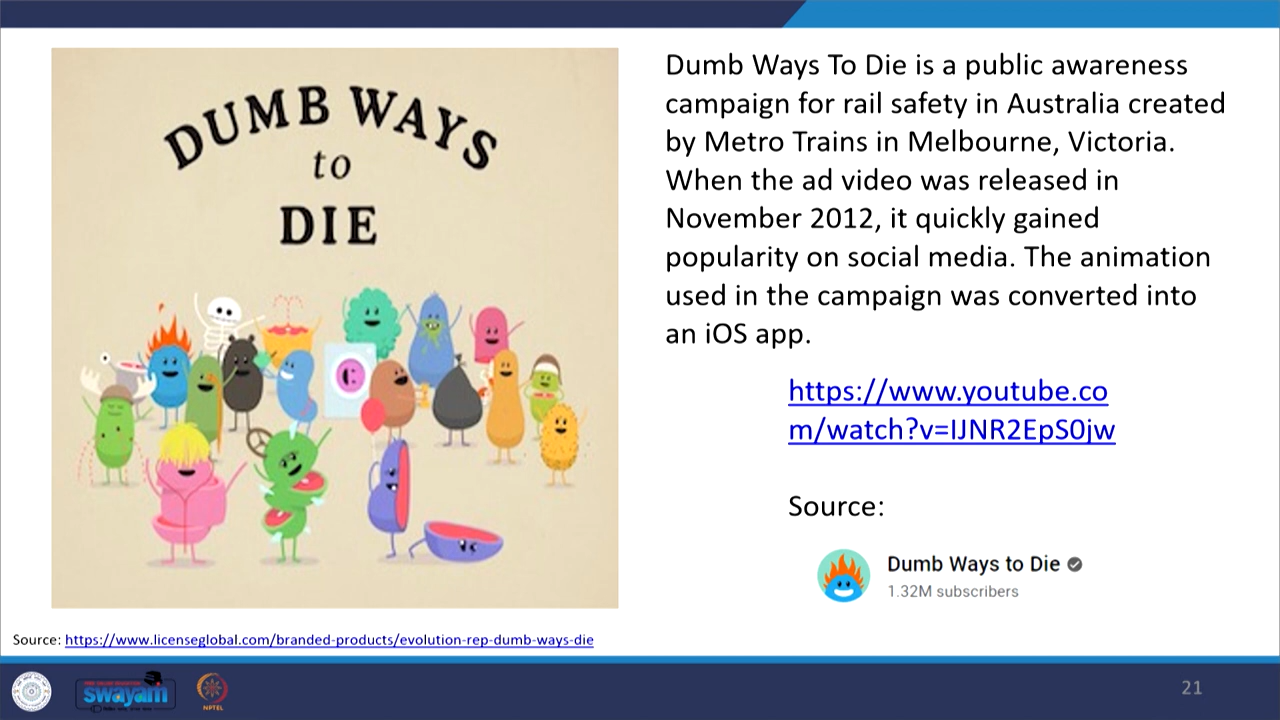 DUMB WAYS
to
DIE
Dumb Ways To Die is a public awareness
campaign for rail safety in Australia created
by Metro Trains in Melbourne, Victoria.
When the ad video was released in
November 2012, it quickly gained
popularity on social media. The animation
used in the campaign was converted into
an iOS app.
https://www.youtube.co
m/watch?v=IJNR2EpS0jw
Source:
Dumb Ways to Die
1.32M subscribers
Source: https://www.licenseglobal.com/branded-products/evolution-rep-dumb-ways-die
swayam
NPTEL
21